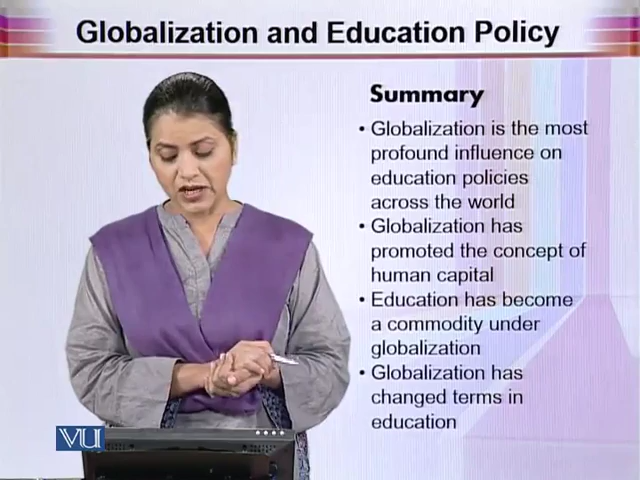 Globalization and Education Policy
Summary
• Globalization is the most
profound influence on
education policies
across the world
• Globalization has
promoted the concept of
human capital
• Education has become
a commodity under
globalization
• Globalization has
changed terms in
education
VU